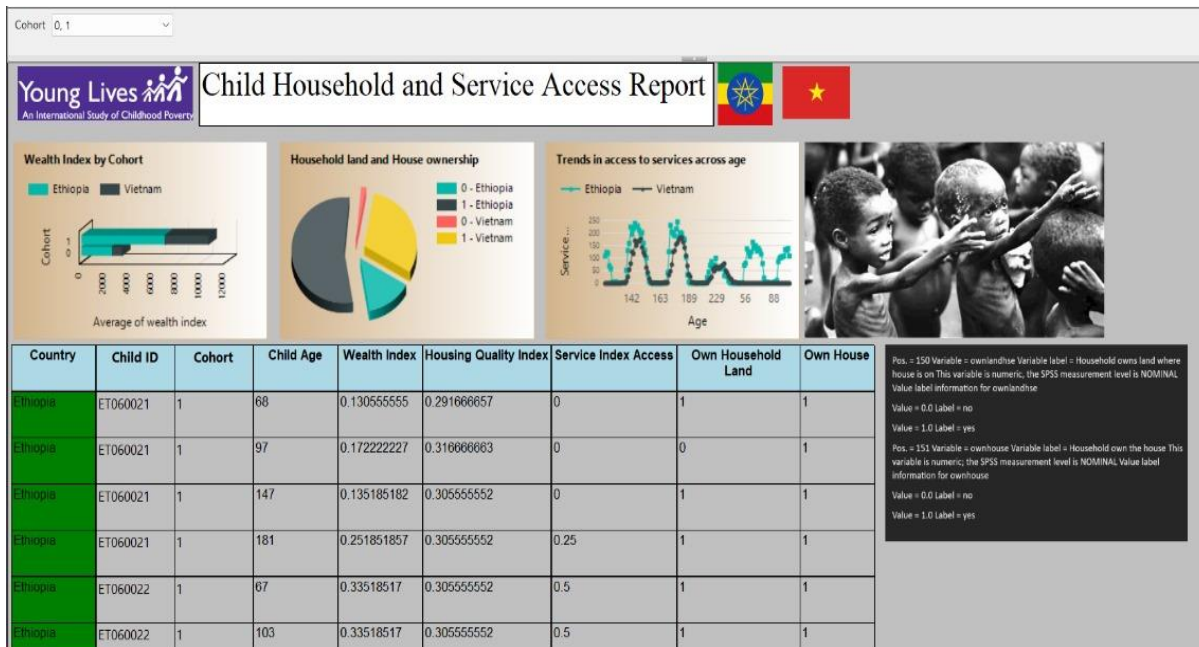 Cohort 0, 1
Young Lives
An International Study of Childhood Poverty
Child Household and Service Access Report
Wealth Index by Cohort
Ethiopia Vietnam
Cohort
1
0
0 2000 4000 6000 8000 10000 12000
Average of wealth index
Household land and House ownership
0 - Ethiopia
1 - Ethiopia
0 - Vietnam
1 - Vietnam
Trends in access to services across age
Ethiopia Vietnam
Service...
250
200
150
100
50
0
142 163 189 229 56 88
Age
Country Child ID Cohort Child Age Wealth Index Housing Quality Index Service Index Access Own Household Land Own House
Ethiopia ET060021 1 68 0.130555555 0.291666657 0 1 1
Ethiopia ET060021 1 97 0.172222227 0.316666663 0 0 1
Ethiopia ET060021 1 147 0.135185182 0.305555552 0 1 1
Ethiopia ET060021 1 181 0.251851857 0.305555552 0.25 1 1
Ethiopia ET060022 1 67 0.33518517 0.305555552 0.5 1 1
Ethiopia ET060022 1 103 0.33518517 0.305555552 0.5 1 1
Pos. = 150 Variable = ownlandhse Variable label = Household owns land where
house is on This variable is numeric, the SPSS measurement level is NOMINAL
Value label information for ownlandhse
Value = 0.0 Label = no
Value = 1.0 Label = yes
Pos. = 151 Variable = ownhouse Variable label = Household own the house This
variable is numeric; the SPSS measurement level is NOMINAL Value label
information for ownhouse
Value = 0.0 Label = no
Value = 1.0 Label = yes